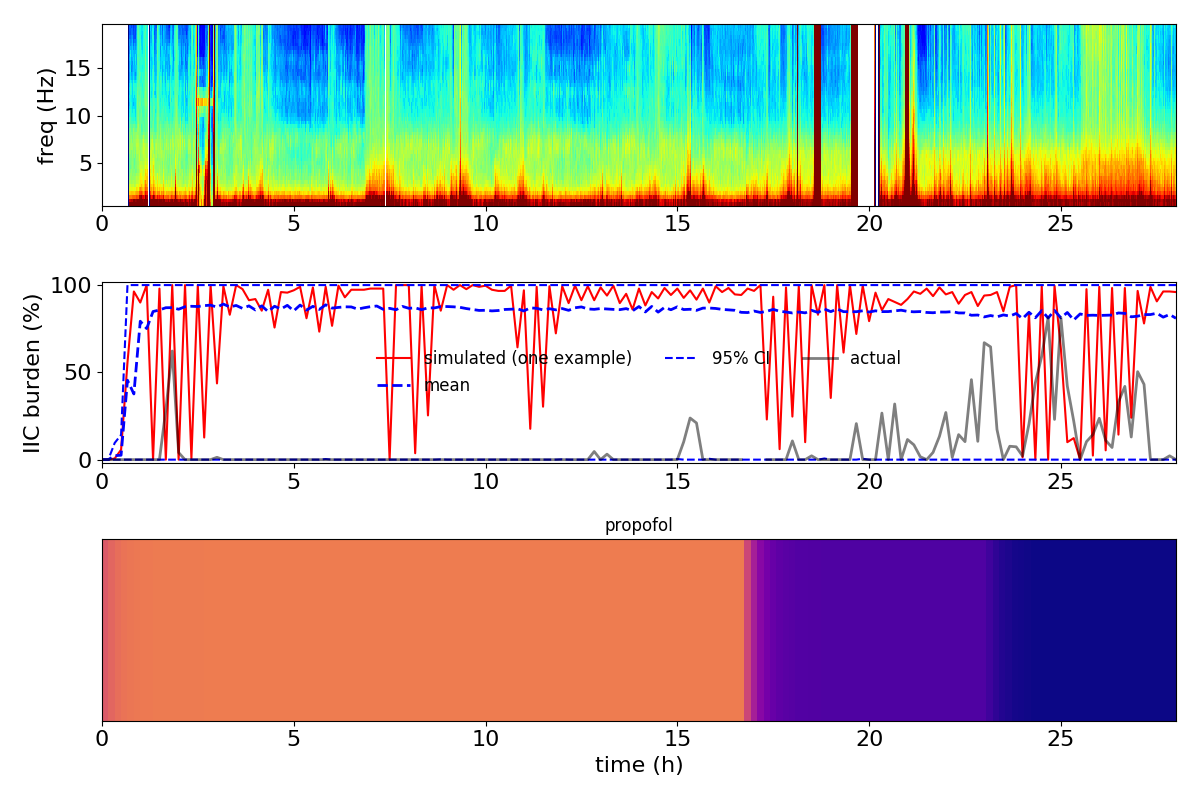 freq (Hz)
15
10
5
0 5 10 15 20 25
IIC burden (%)
100
50
0
simulated (one example) 95% CI actual
mean
0 5 10 15 20 25
propofol
0 5 10 15 20 25
time (h)